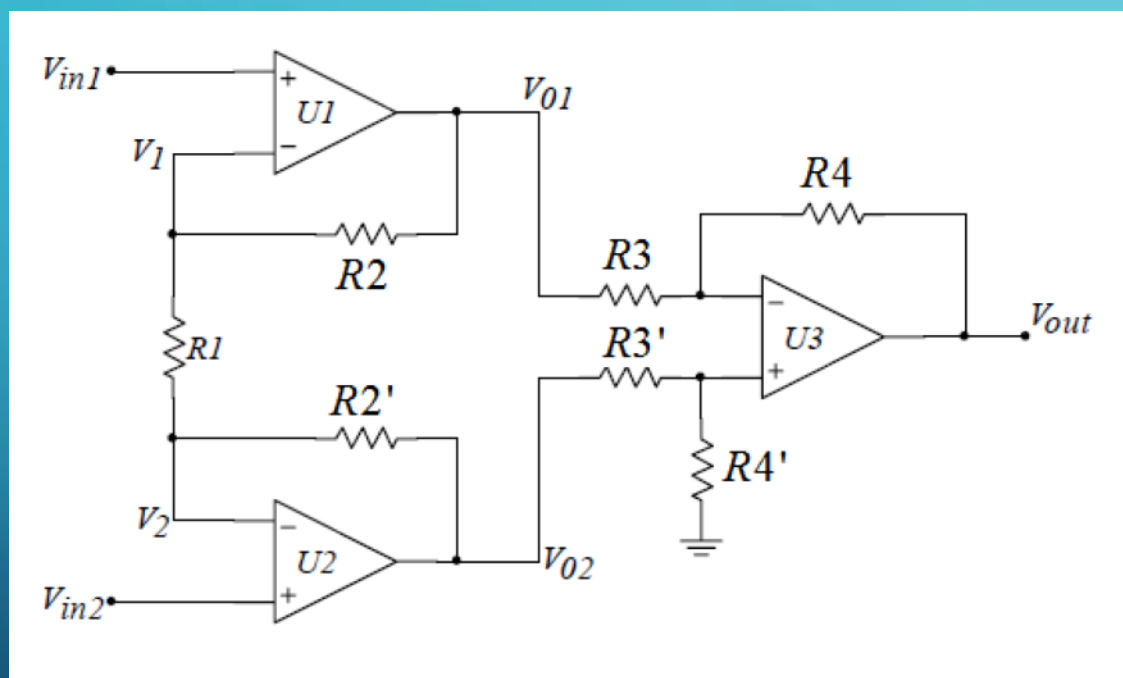 Vin1
+
U1
−
V01
V1
R2
R4
R3
R1
−
U3
+
Vout
R3'
R2'
R4'
V2
−
U2
+
V02
Vin2